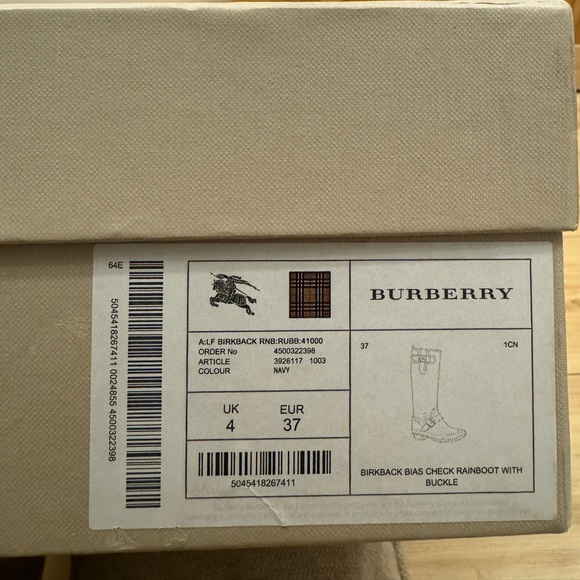 64E
5045418267411 0024855 4500322398
A:LF BIRKBACK RNB:RUBB:41000
ORDER No 4500322398
ARTICLE 3926117 1003
COLOUR NAVY
UK EUR
4 37
5045418267411
BURBERRY
37 1CN
BIRKBACK BIAS CHECK RAINBOOT WITH
BUCKLE